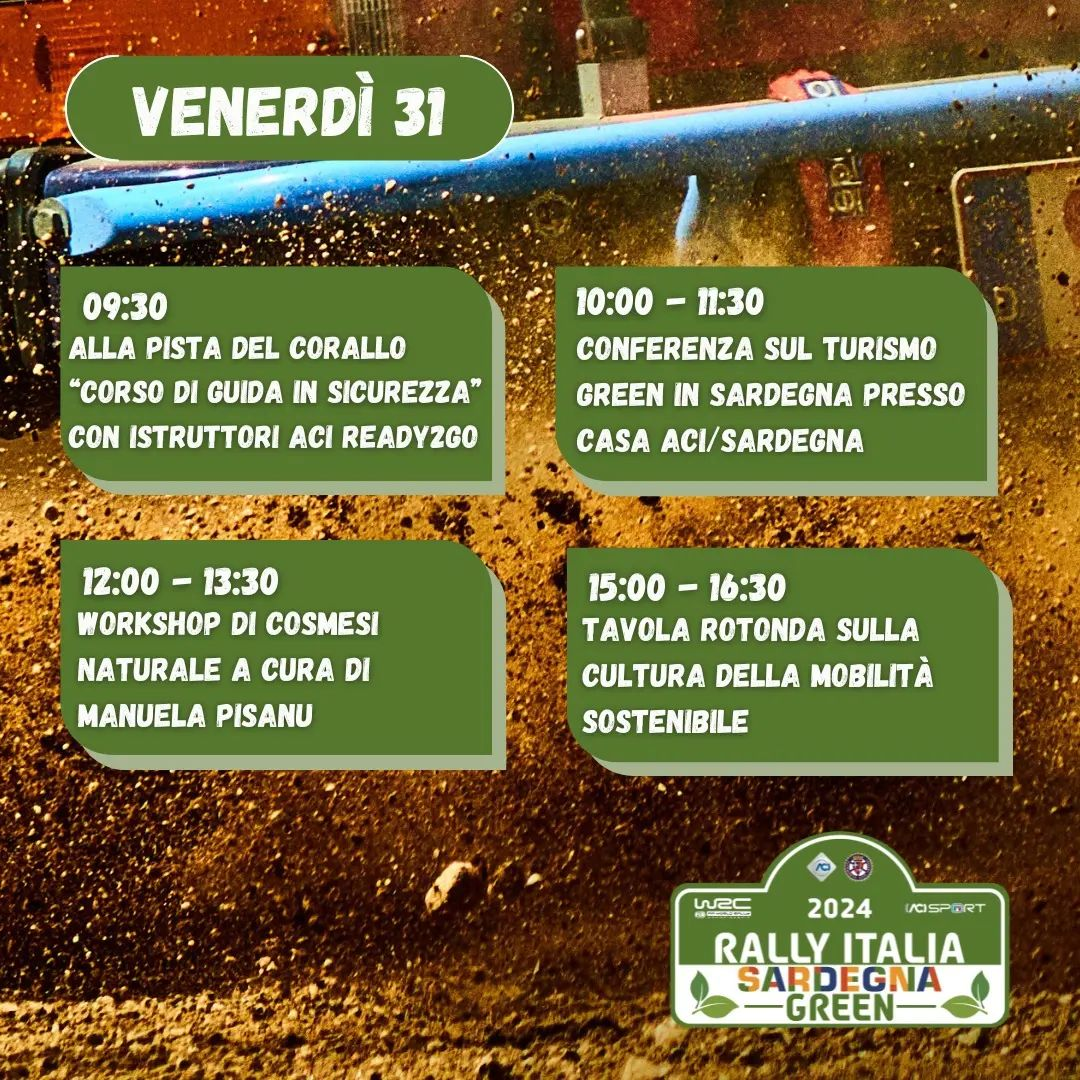 VENERDÌ 31
09:30
ALLA PISTA DEL CORALLO
“CORSO DI GUIDA IN SICUREZZA”
CON ISTRUTTORI ACI READY2GO
10:00 – 11:30
CONFERENZA SUL TURISMO
GREEN IN SARDEGNA PRESSO
CASA ACI/SARDEGNA
12:00 – 13:30
WORKSHOP DI COSMESI
NATURALE A CURA DI
MANUELA PISANU
15:00 – 16:30
TAVOLA ROTONDA SULLA
CULTURA DELLA MOBILITÀ
SOSTENIBILE
WRC 2024 ACI SPORT
RALLY ITALIA
SARDEGNA
GREEN